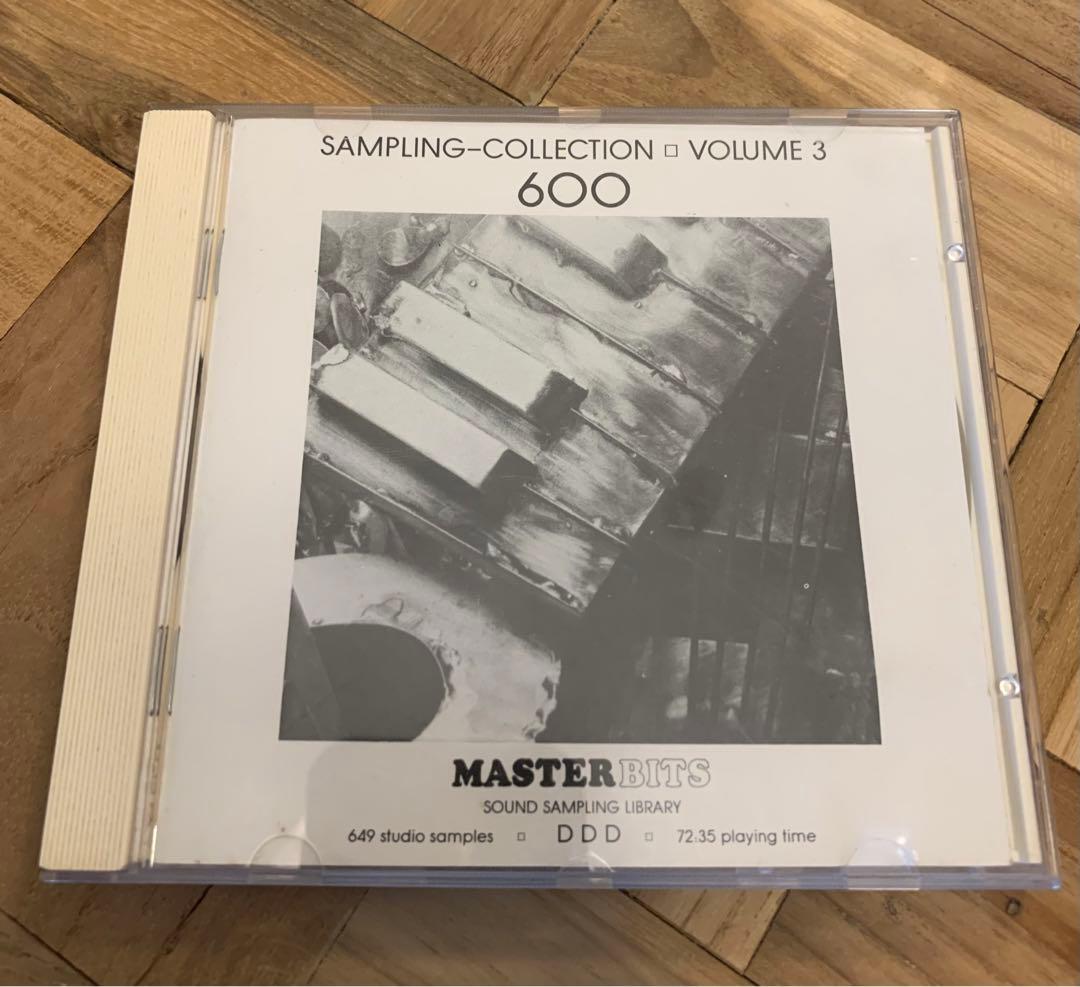 SAMPLING-COLLECTION □ VOLUME 3
600
MASTERBITS
SOUND SAMPLING LIBRARY
649 studio samples □ DDD □ 72:35 playing time